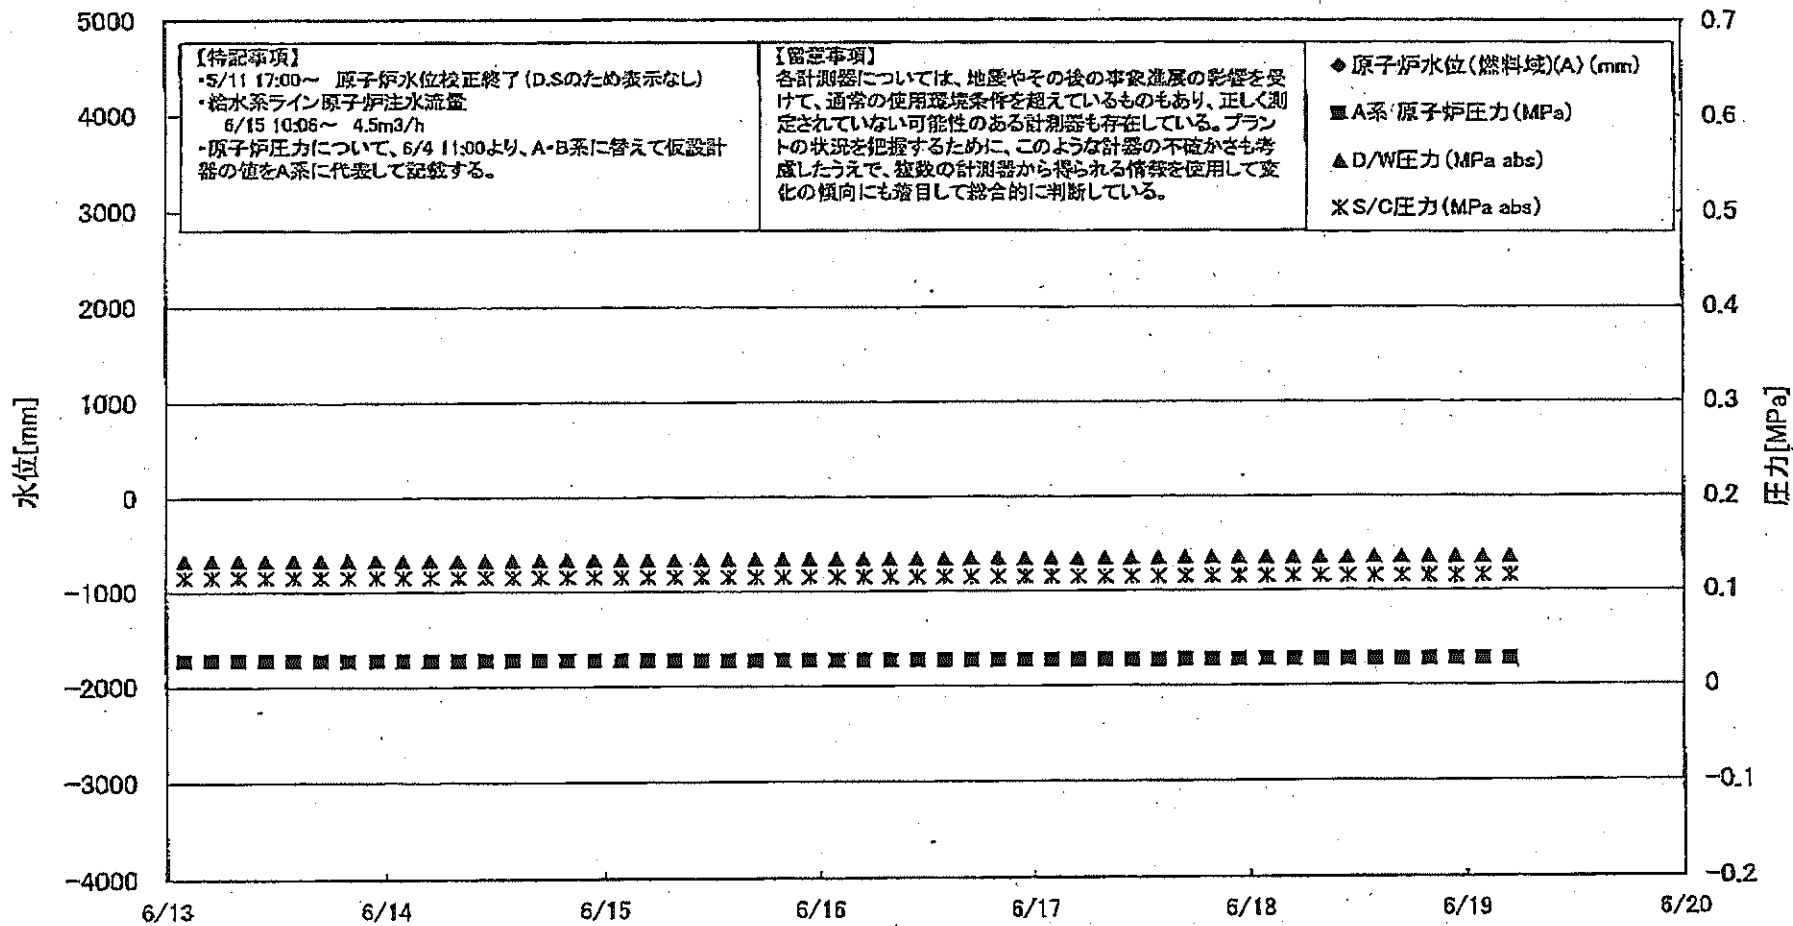 5000
4000
3000
2000
1000
0
-1000
-2000
-3000
-4000
水位[mm]
【特記事項】
・5/11 17:00～ 原子炉水位校正終了(D.Sのため表示なし)
・給水系ライン原子炉注水流量
6/15 10:06～ 4.5m3/h
・原子炉圧力について、6/4 11:00より、A・B系に替えて仮設計
器の値をA系に代表して記載する。
【留意事項】
各計測器については、地震やその後の事象進展の影響を受
けて、通常の使用環境条件を超えているものもあり、正しく測
定されていない可能性のある計測器も存在している。プラン
トの状況を把握するために、このような計器の不確かさも考
慮したうえで、複数の計測器から得られる情報を使用して変
化の傾向にも着目して総合的に判断している。
◆原子炉水位(燃料域)(A)(mm)
■A系 原子炉圧力(MPa)
▲D/W圧力(MPa abs)
＊S/C圧力(MPa abs)
0.7
0.6
0.5
0.4
0.3
0.2
0.1
0
-0.1
-0.2
圧力[MPa]
6/13 6/14 6/15 6/16 6/17 6/18 6/19 6/20